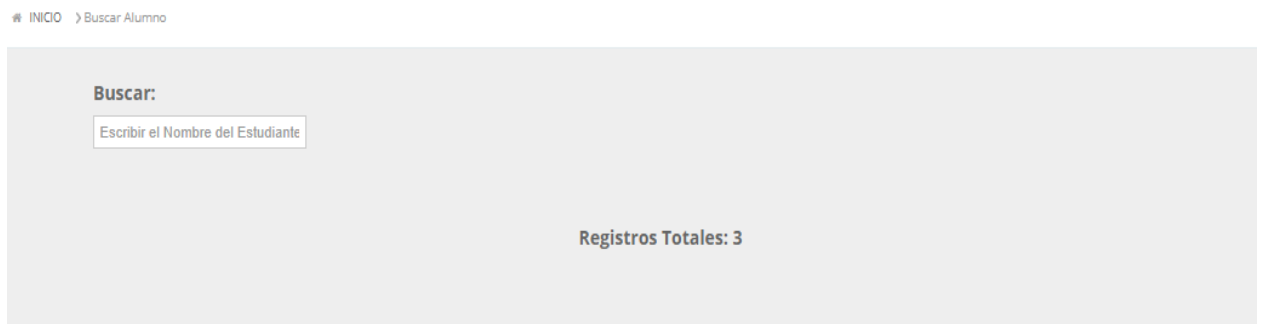 INICIO ❯ Buscar Alumno
Buscar:
Escribir el Nombre del Estudiante
Registros Totales: 3